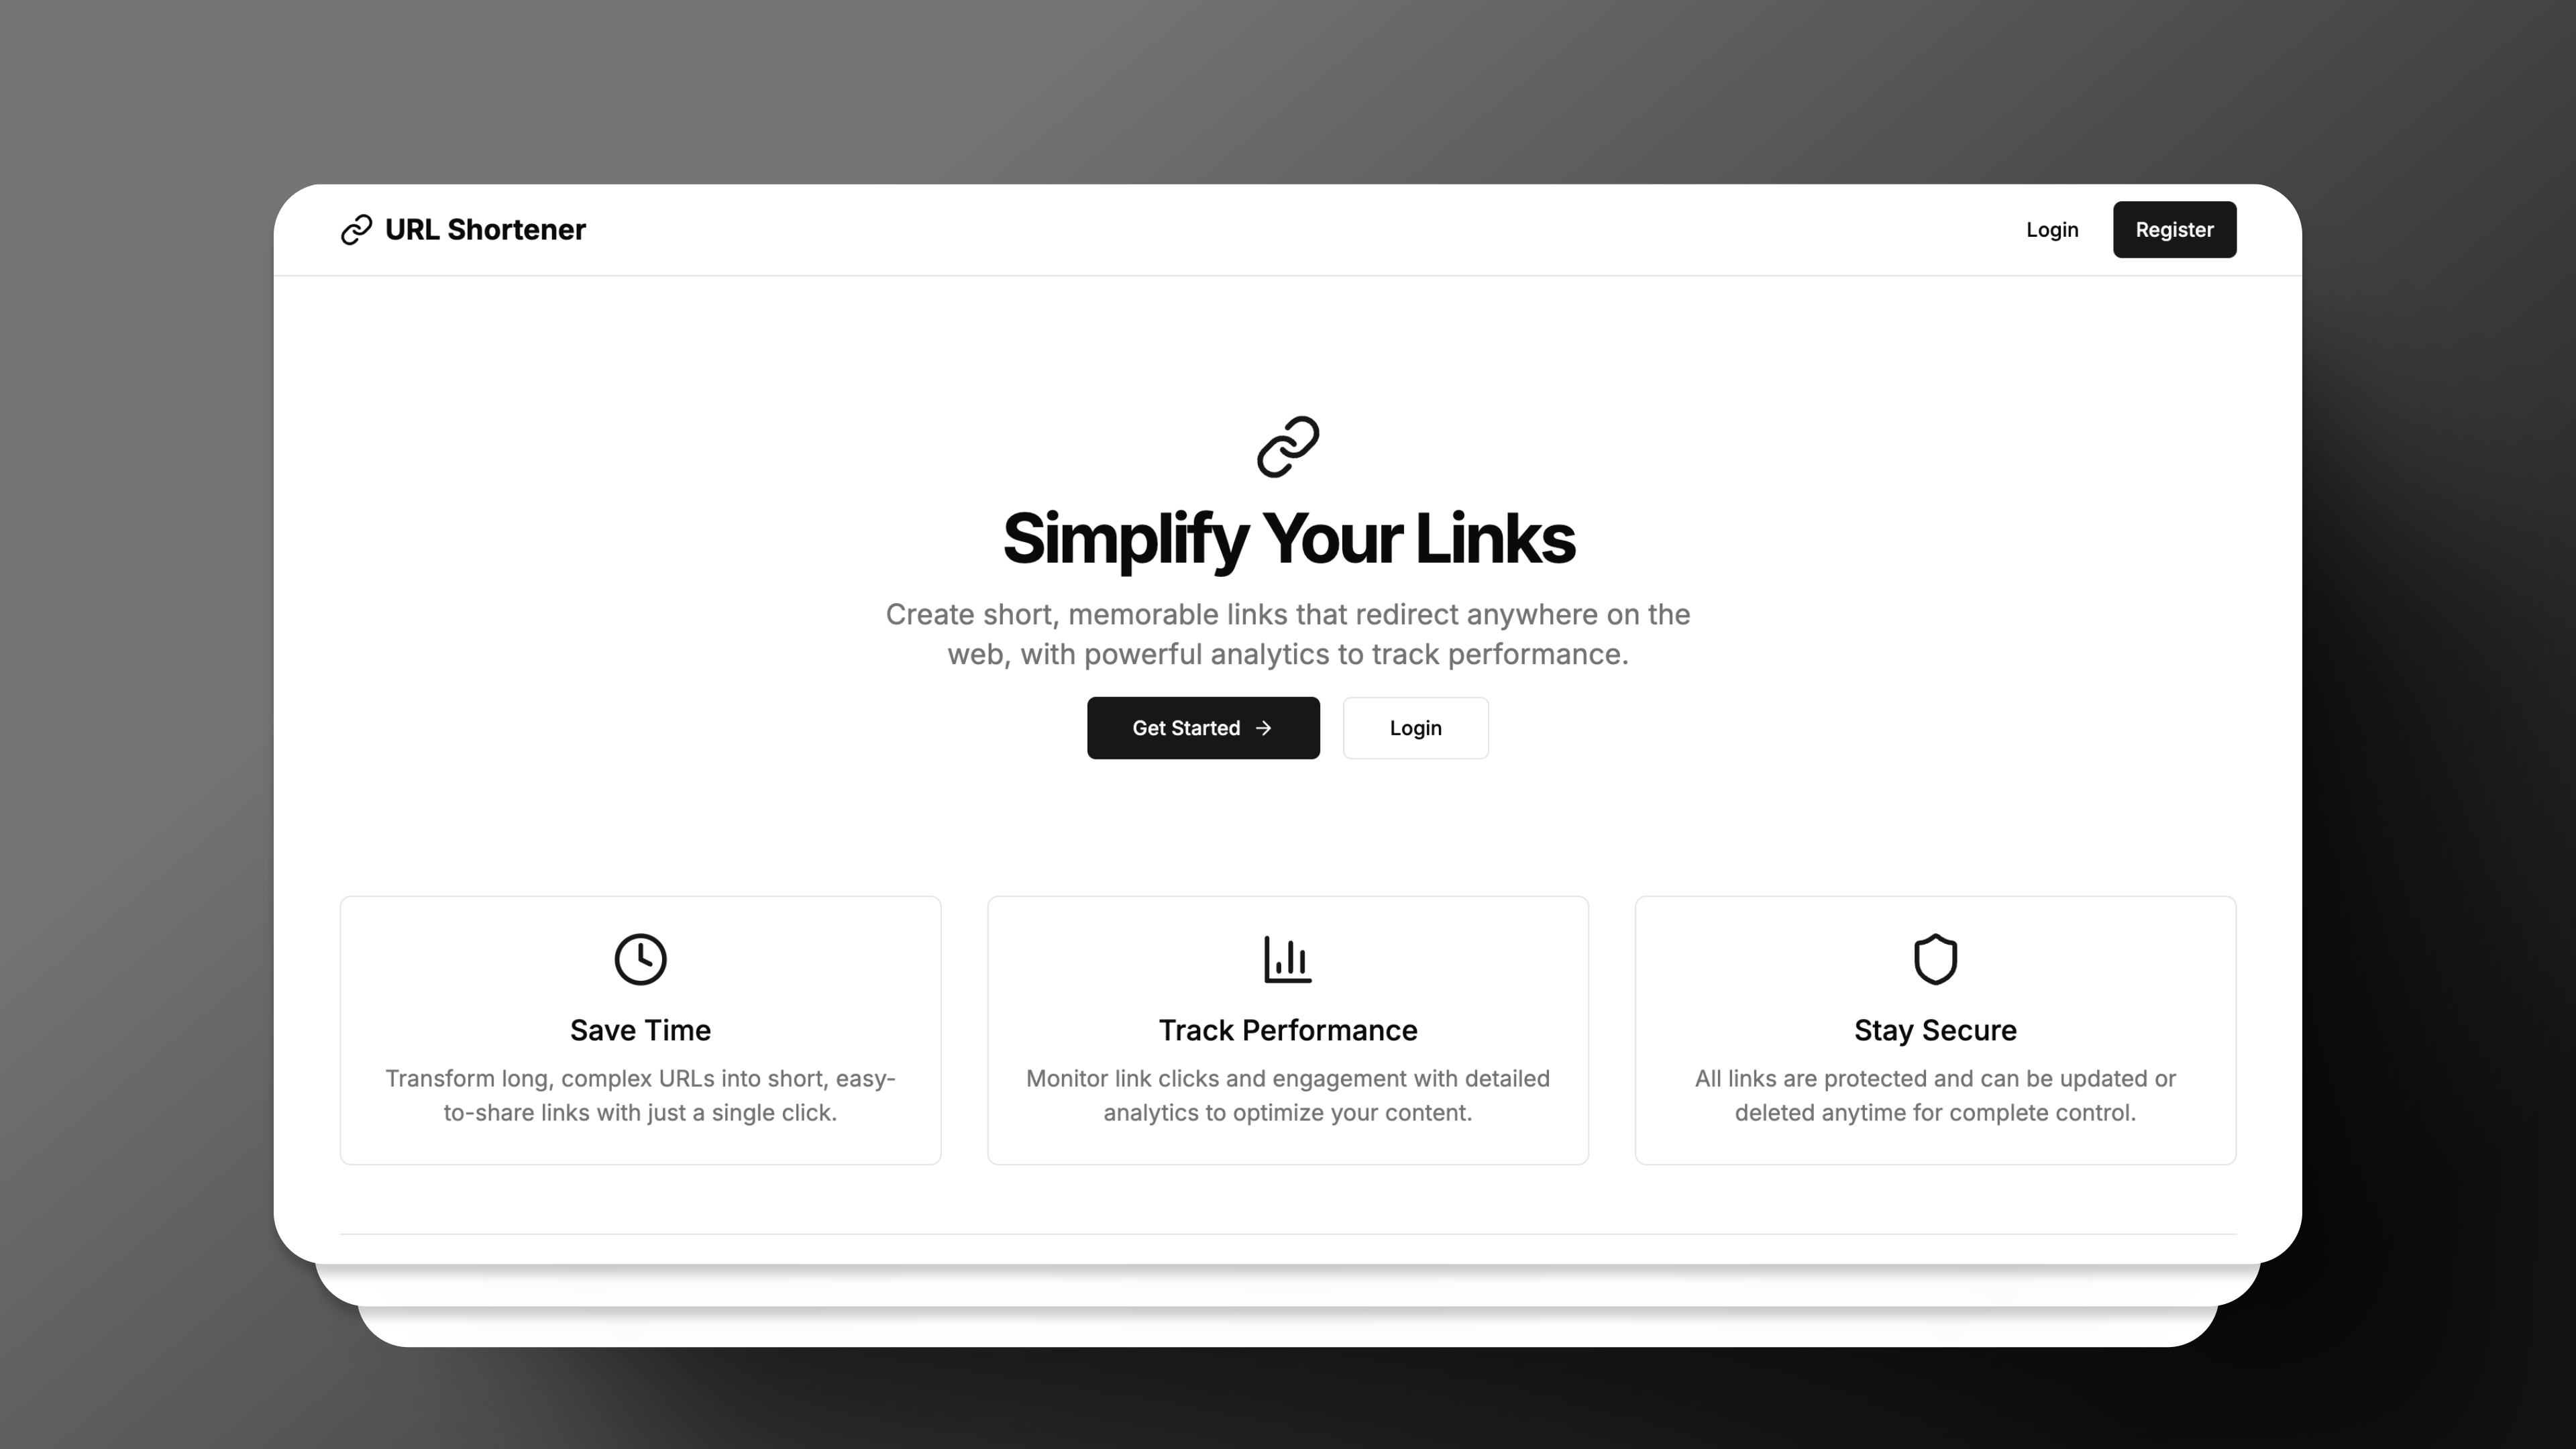 URL Shortener
Login
Register
Simplify Your Links
Create short, memorable links that redirect anywhere on the
web, with powerful analytics to track performance.
Get Started
Login
Save Time
Transform long, complex URLs into short, easy-
to-share links with just a single click.
Track Performance
Monitor link clicks and engagement with detailed
analytics to optimize your content.
Stay Secure
All links are protected and can be updated or
deleted anytime for complete control.